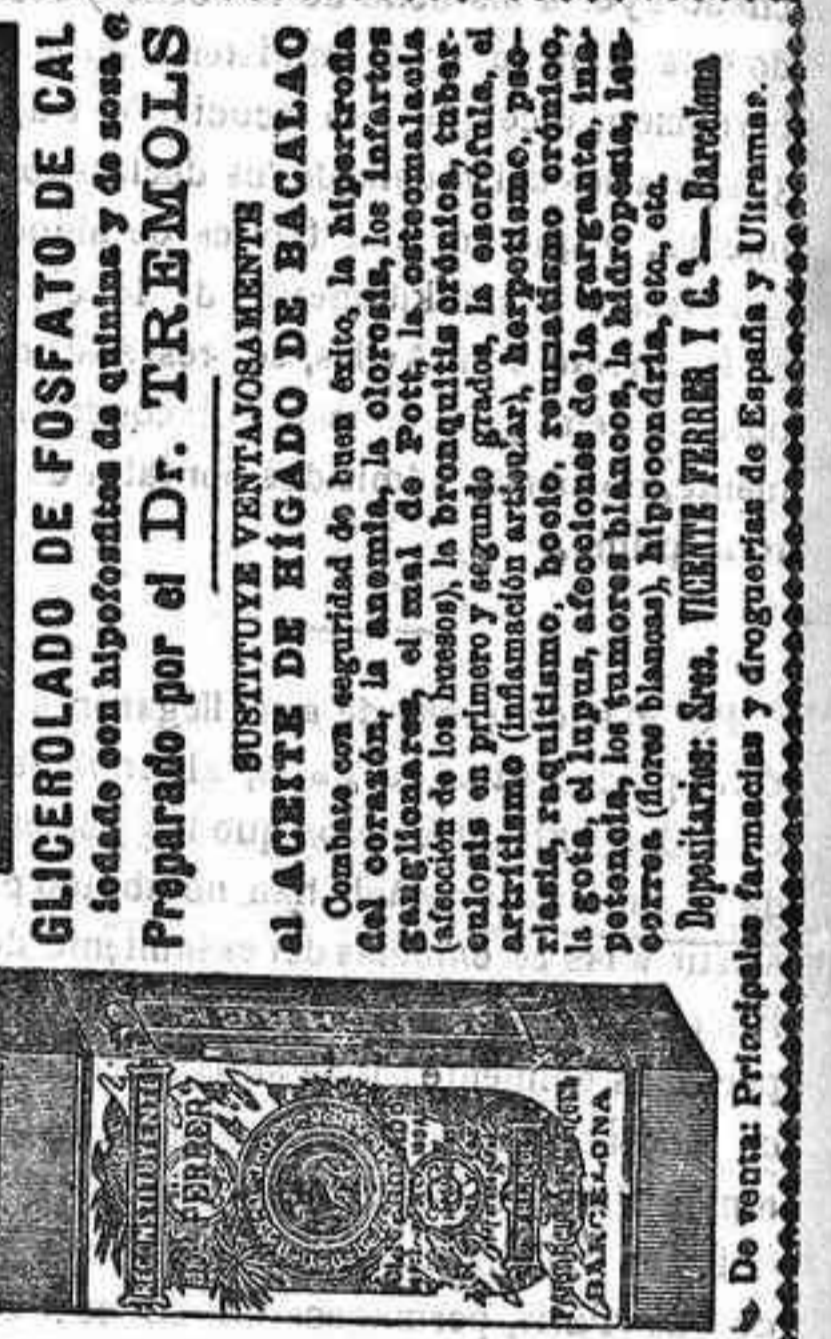 GLICEROLADO DE FOSFATO DE CAL
iodado con hipofosfitos de quinina y de sosa
Preparado por el Dr. TREMOLS
SUSTITUYE VENTAJOSAMENTE
al ACEITE DE HÍGADO DE BACALAO
Combate con seguridad de buen éxito, la hipertrofia
del corazón, la anemia, la clorosis, los infartos
ganglionares, el mal de Pott, la osteomalacia
(afección de los huesos), la bronquitis crónica, tuber-
culosis en primero y segundo grados, la escrófula, el
artritismo (inflamación articular), herpetismo, pso-
riasis, raquitismo, bocio, reumatismo crónico,
la gota, el lupus, afecciones de la garganta, ina-
petencia, los tumores blancos, la hidropesía, leu-
correa (flores blancas), hipocondria, etc., etc.
Depositarios: Sres. VICENTE FERRER Y C.ª—Barcelona
De venta: Principales farmacias y droguerías de España y Ultramar.
RECONSTITUYENTE
FERRER
BARCELONA